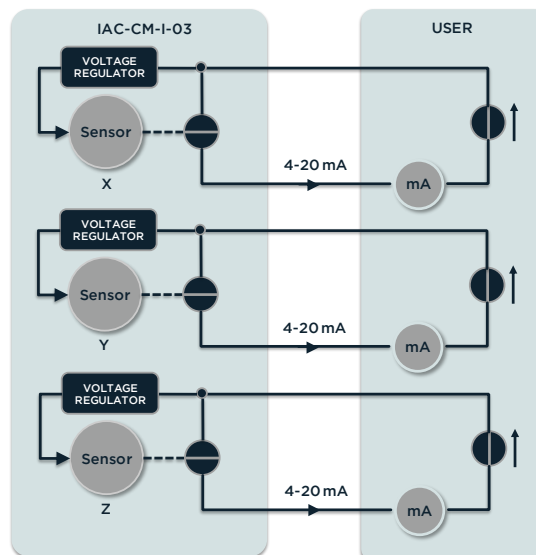 IAC-CM-I-03
USER
VOLTAGE
REGULATOR
Sensor
X
4-20 mA
mA
VOLTAGE
REGULATOR
Sensor
Y
4-20 mA
mA
VOLTAGE
REGULATOR
Sensor
Z
4-20 mA
mA